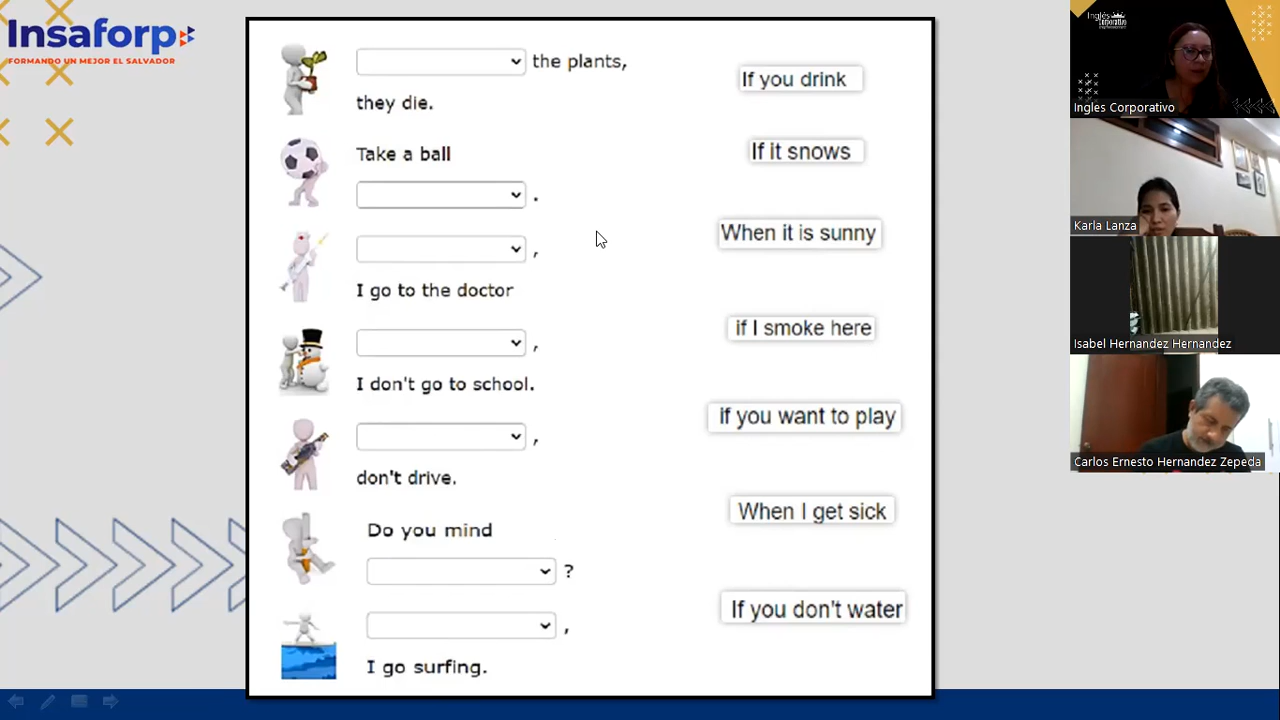 Insaforp
FORMANDO UN MEJOR EL SALVADOR
the plants,
they die.
Take a ball
.
,
I go to the doctor
,
I don't go to school.
,
don't drive.
Do you mind
?
,
I go surfing.
If you drink
If it snows
When it is sunny
if I smoke here
if you want to play
When I get sick
If you don't water
Inglés
Corporativo
Ingles Corporativo
Karla Lanza
Isabel Hernandez Hernandez
Carlos Ernesto Hernandez Zepeda